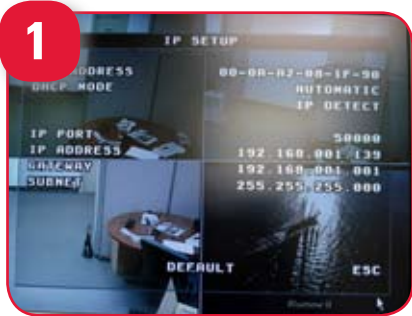 1
IP SETUP
ADDRESS 00-0A-A2-08-1F-90
DHCP MODE AUTOMATIC
IP DETECT
IP PORT 50000
IP ADDRESS 192.168.001.139
GATEWAY 192.168.001.001
SUBNET 255.255.255.000
DEFAULT ESC